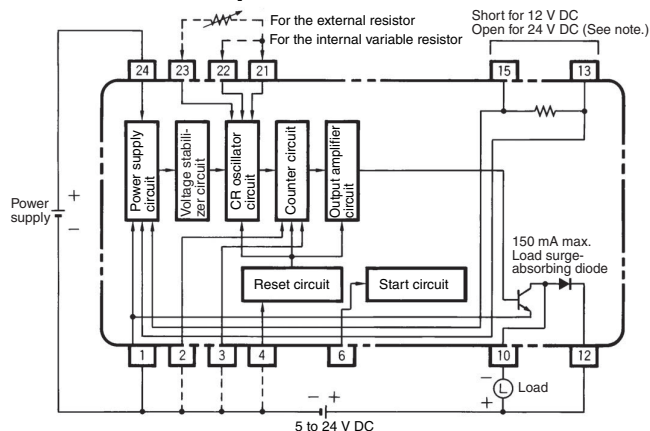 For the external resistor
For the internal variable resistor
Short for 12 V DC
Open for 24 V DC (See note.)
24
23
22
21
15
13
Power supply
circuit
Voltage stabili-
zer circuit
CR oscillator
circuit
Counter circuit
Output amplifier
circuit
Power
supply
+
−
150 mA max.
Load surge-
absorbing diode
Reset circuit
Start circuit
1
2
3
4
6
10
12
−
L
Load
+
− +
5 to 24 V DC